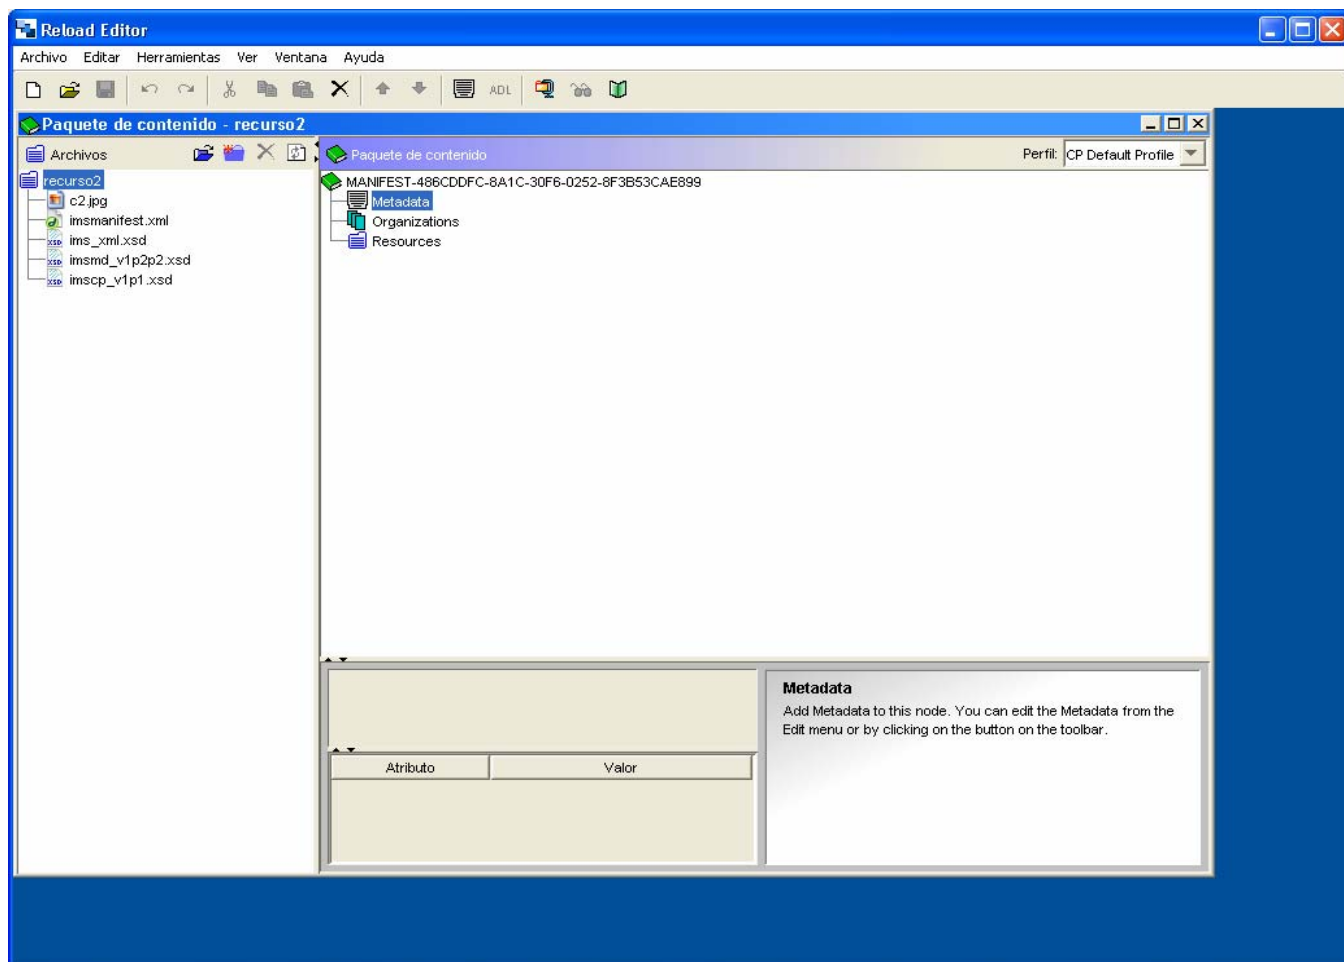 Reload Editor
Archivo Editar Herramientas Ver Ventana Ayuda
ADL
Paquete de contenido - recurso2
Archivos
recurso2
c2.jpg
imsmanifest.xml
ims_xml.xsd
imsmd_v1p2p2.xsd
imscp_v1p1.xsd
Paquete de contenido
Perfil: CP Default Profile
MANIFEST-486CDDFC-8A1C-30F6-0252-8F3B53CAE899
Metadata
Organizations
Resources
Atributo Valor
Metadata
Add Metadata to this node. You can edit the Metadata from the
Edit menu or by clicking on the button on the toolbar.